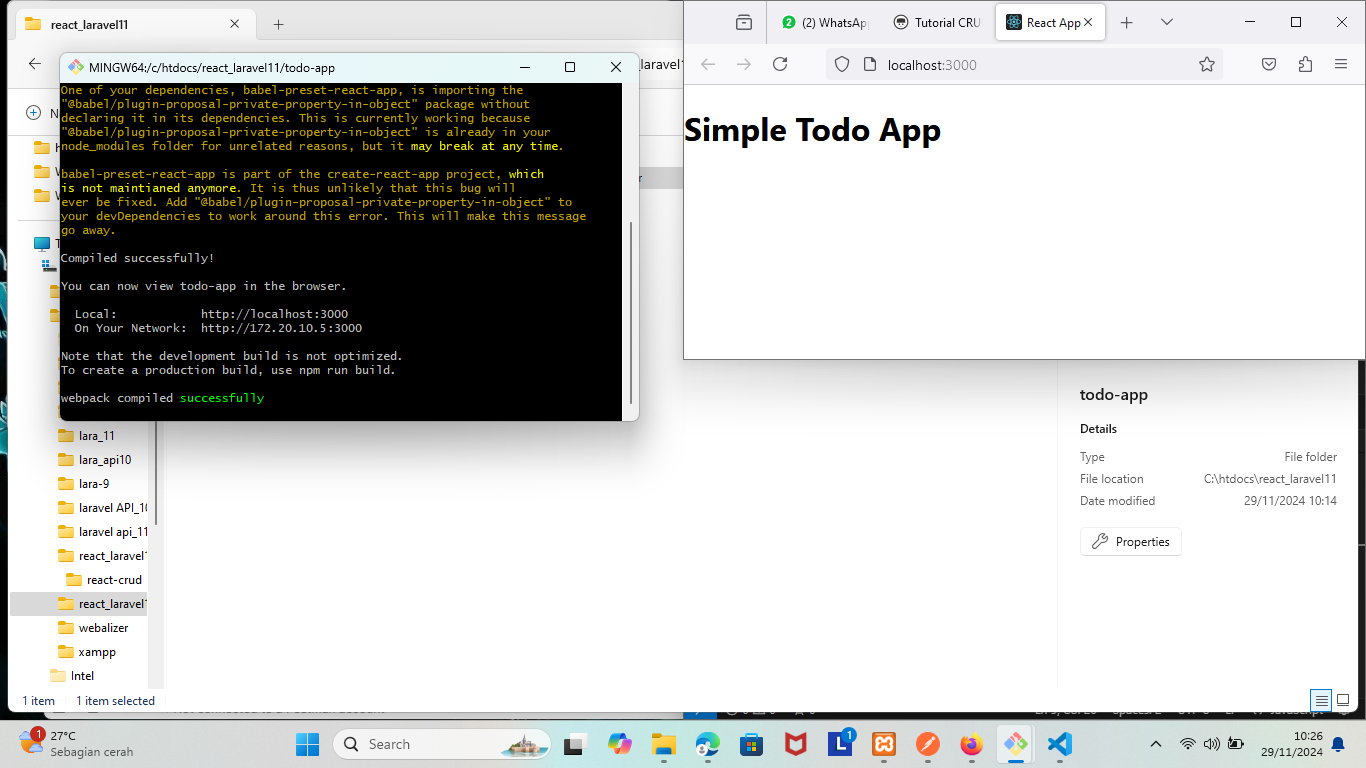 react_laravel11
MINGW64:/c/htdocs/react_laravel11/todo-app
One of your dependencies, babel-preset-react-app, is importing the
"@babel/plugin-proposal-private-property-in-object" package without
declaring it in its dependencies. This is currently working because
"@babel/plugin-proposal-private-property-in-object" is already in your
node_modules folder for unrelated reasons, but it may break at any time.
babel-preset-react-app is part of the create-react-app project, which
is not maintianed anymore. It is thus unlikely that this bug will
ever be fixed. Add "@babel/plugin-proposal-private-property-in-object" to
your devDependencies to work around this error. This will make this message
go away.
Compiled successfully!
You can now view todo-app in the browser.
Local: http://localhost:3000
On Your Network: http://172.20.10.5:3000
Note that the development build is not optimized.
To create a production build, use npm run build.
webpack compiled successfully
(2) WhatsApp
Tutorial CRU
React App
localhost:3000
Simple Todo App
lara_11
lara_api10
lara-9
laravel API_10
laravel api_11
react_laravel1
react-crud
react_laravel1
webalizer
xampp
Intel
1 item 1 item selected
todo-app
Details
Type File folder
File location C:\htdocs\react_laravel11
Date modified 29/11/2024 10:14
Properties
1
27°C
Sebagian cerah
Search
1
10:26
29/11/2024